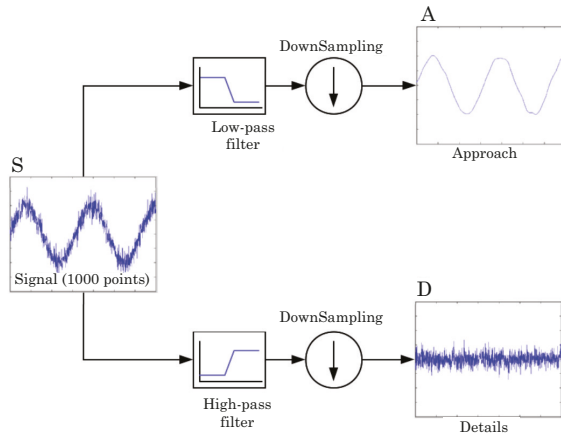 A
DownSampling
Low-pass
filter
Approach
S
Signal (1000 points)
D
DownSampling
High-pass
filter
Details